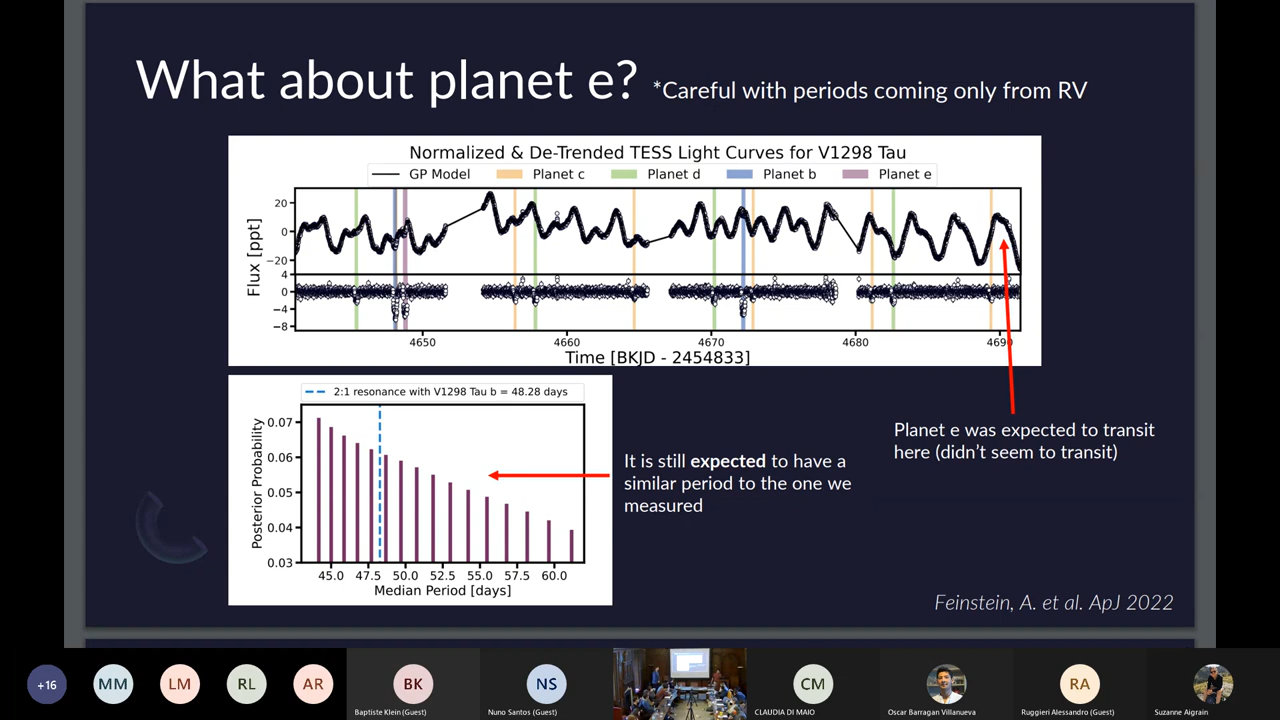 What about planet e? *Careful with periods coming only from RV
Normalized & De-Trended TESS Light Curves for V1298 Tau
GP Model Planet c Planet d Planet b Planet e
Flux [ppt]
20
0
−20
4
0
−4
−8
4650 4660 4670 4680 4690
Time [BKJD - 2454833]
2:1 resonance with V1298 Tau b = 48.28 days
Posterior Probability
0.07
0.06
0.05
0.04
0.03
45.0 47.5 50.0 52.5 55.0 57.5 60.0
Median Period [days]
It is still expected to have a
similar period to the one we
measured
Planet e was expected to transit
here (didn't seem to transit)
Feinstein, A. et al. ApJ 2022
+16 MM LM RL AR BK NS CM RA
Baptiste Klein (Guest) Nuno Santos (Guest) CLAUDIA DI MAIO Oscar Barragan Villanueva Ruggieri Alessandro (Guest) Suzanne Aigrain